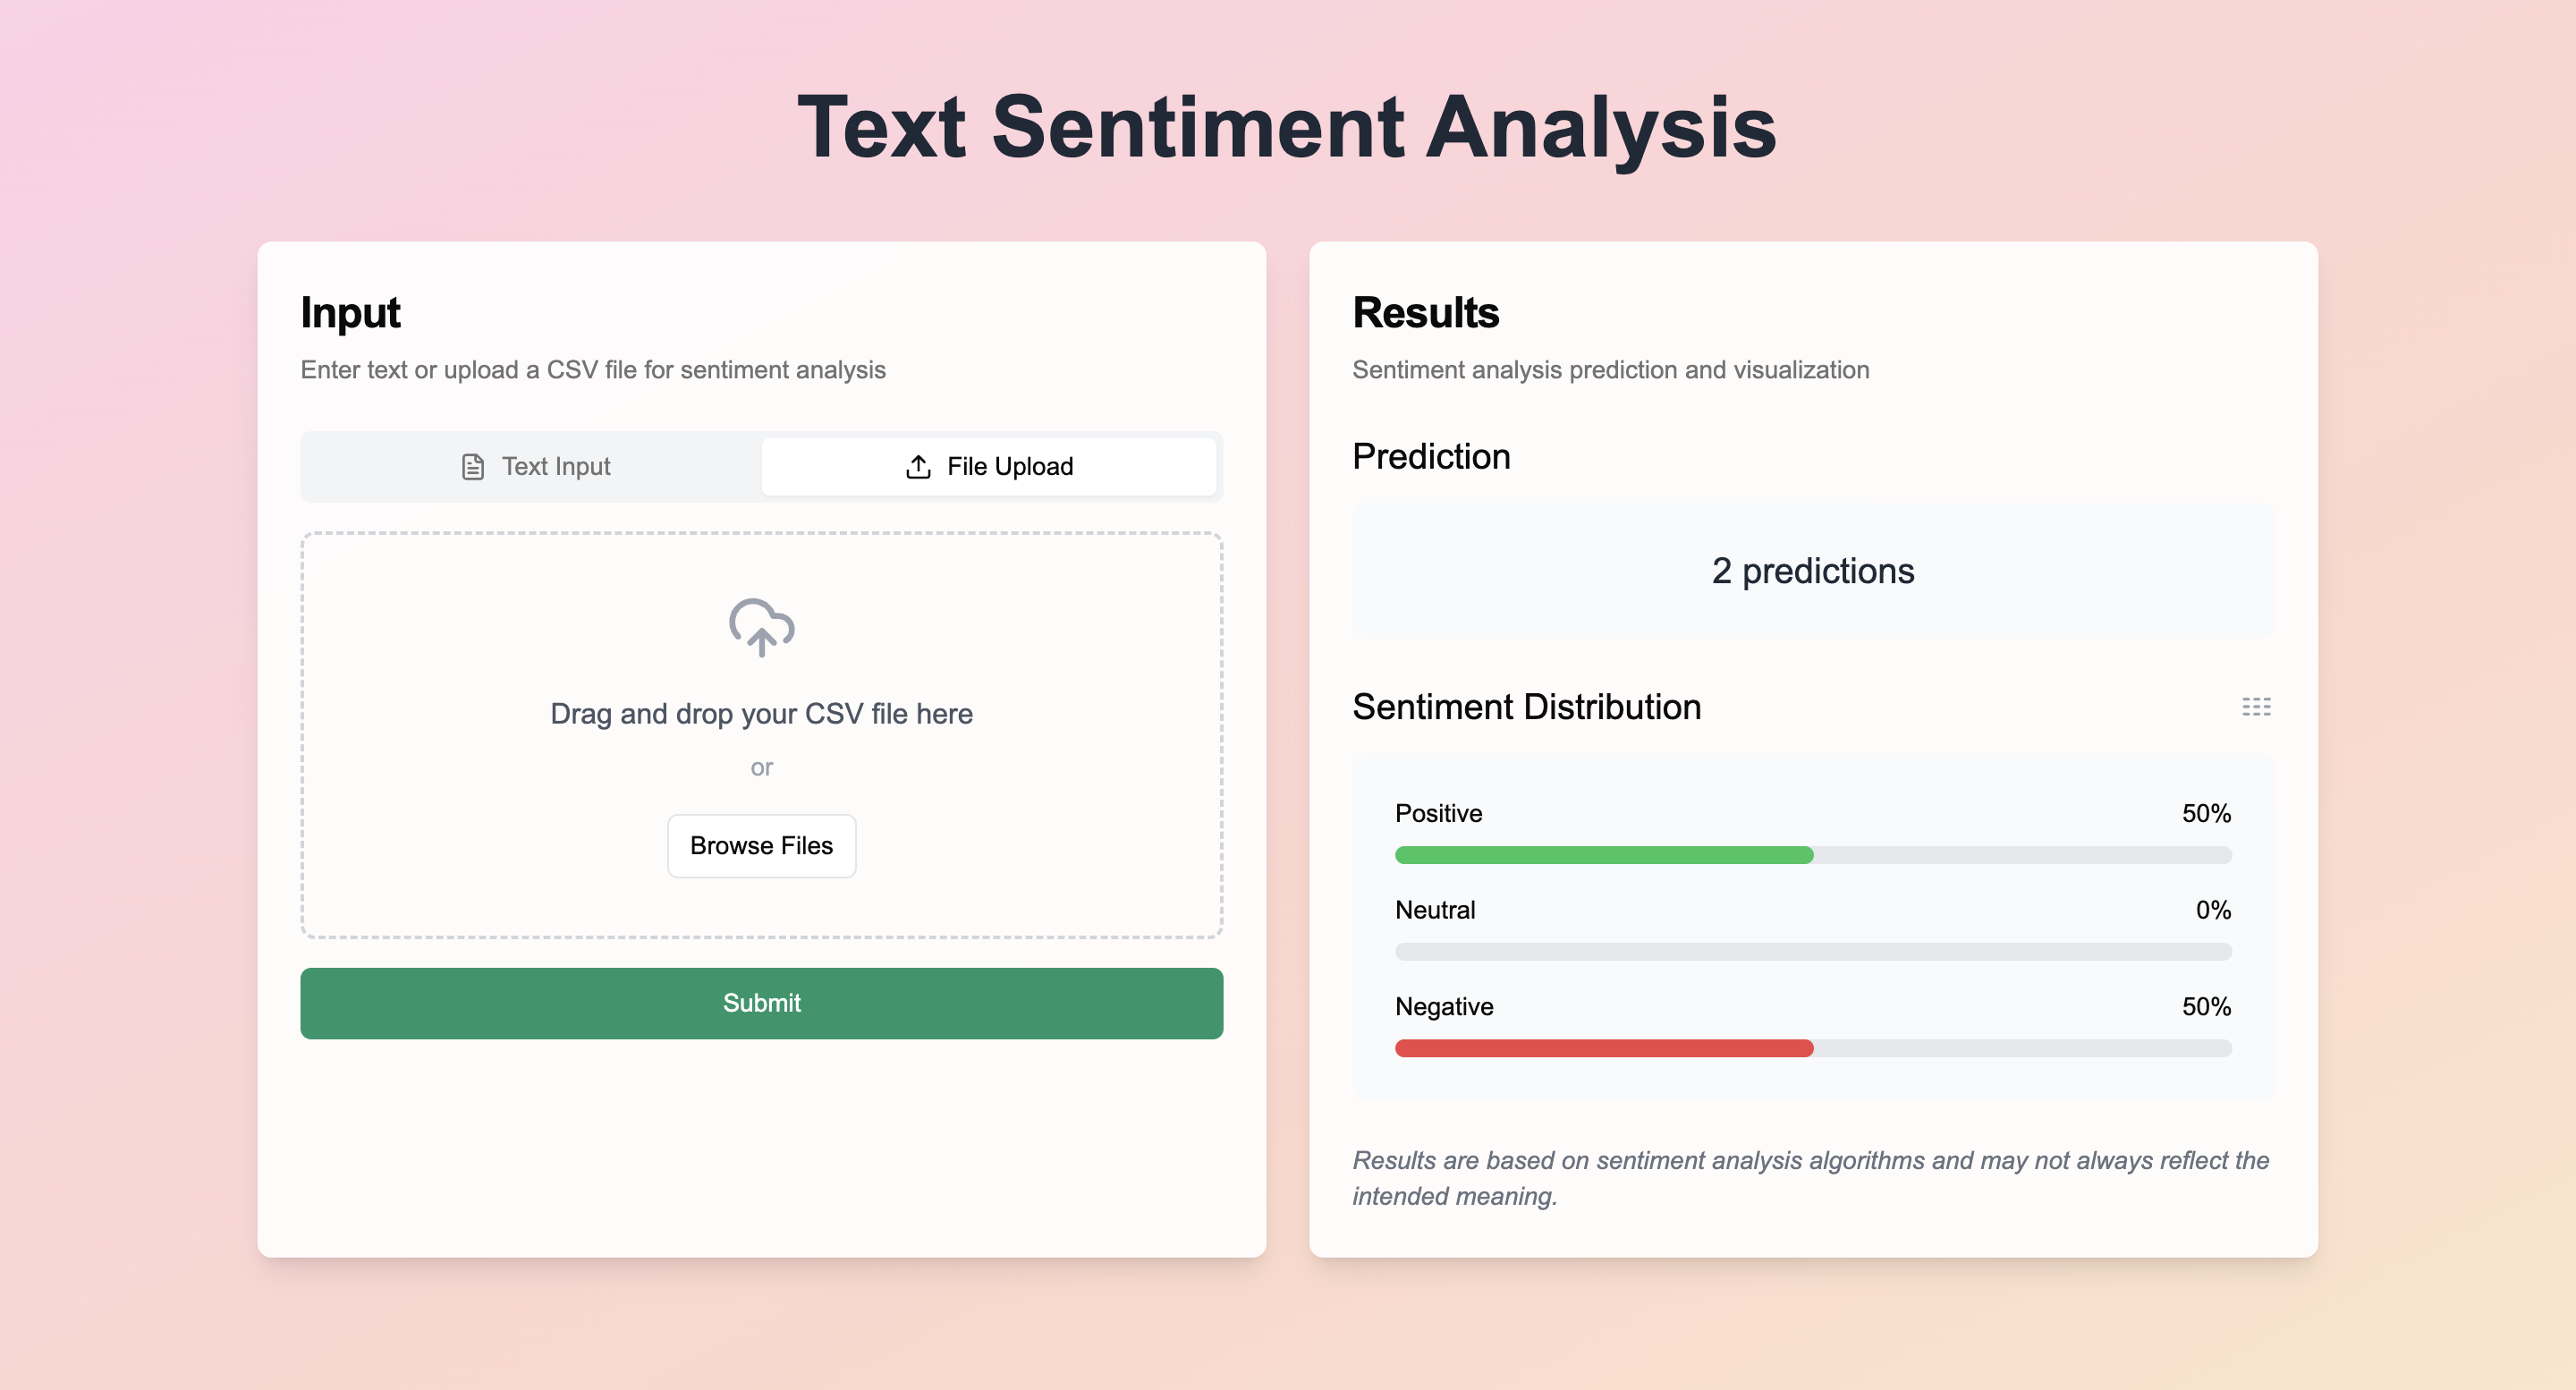 Text Sentiment Analysis
Input
Enter text or upload a CSV file for sentiment analysis
Text Input
File Upload
Drag and drop your CSV file here
or
Browse Files
Submit
Results
Sentiment analysis prediction and visualization
Prediction
2 predictions
Sentiment Distribution
Positive 50%
Neutral 0%
Negative 50%
Results are based on sentiment analysis algorithms and may not always reflect the
intended meaning.